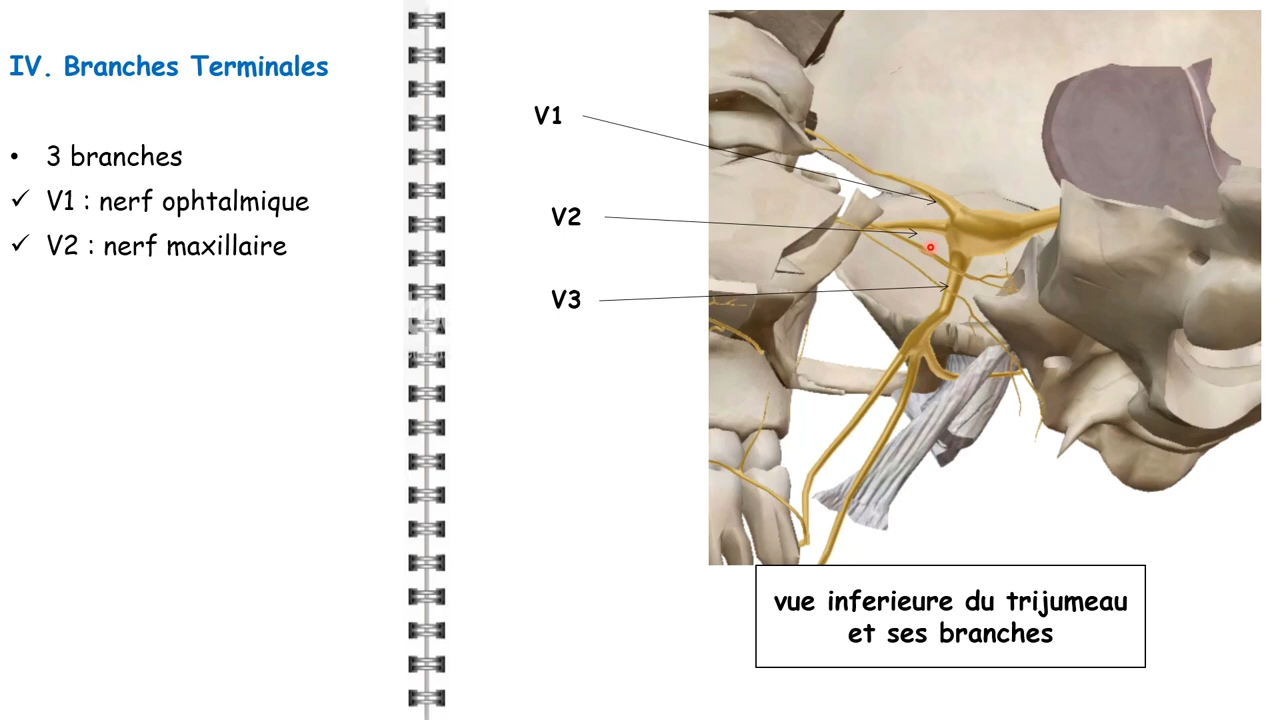 IV. Branches Terminales
• 3 branches
✓ V1 : nerf ophtalmique
✓ V2 : nerf maxillaire
V1
V2
V3
vue inferieure du trijumeau
et ses branches